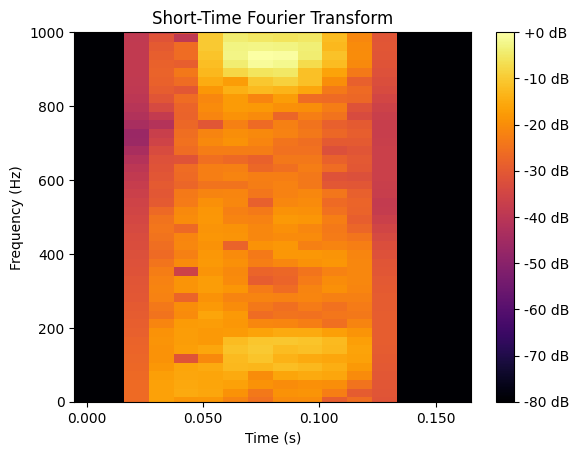 Short-Time Fourier Transform
1000
800
600
400
200
0
Frequency (Hz)
0.000
0.050
0.100
0.150
Time (s)
+0 dB
-10 dB
-20 dB
-30 dB
-40 dB
-50 dB
-60 dB
-70 dB
-80 dB